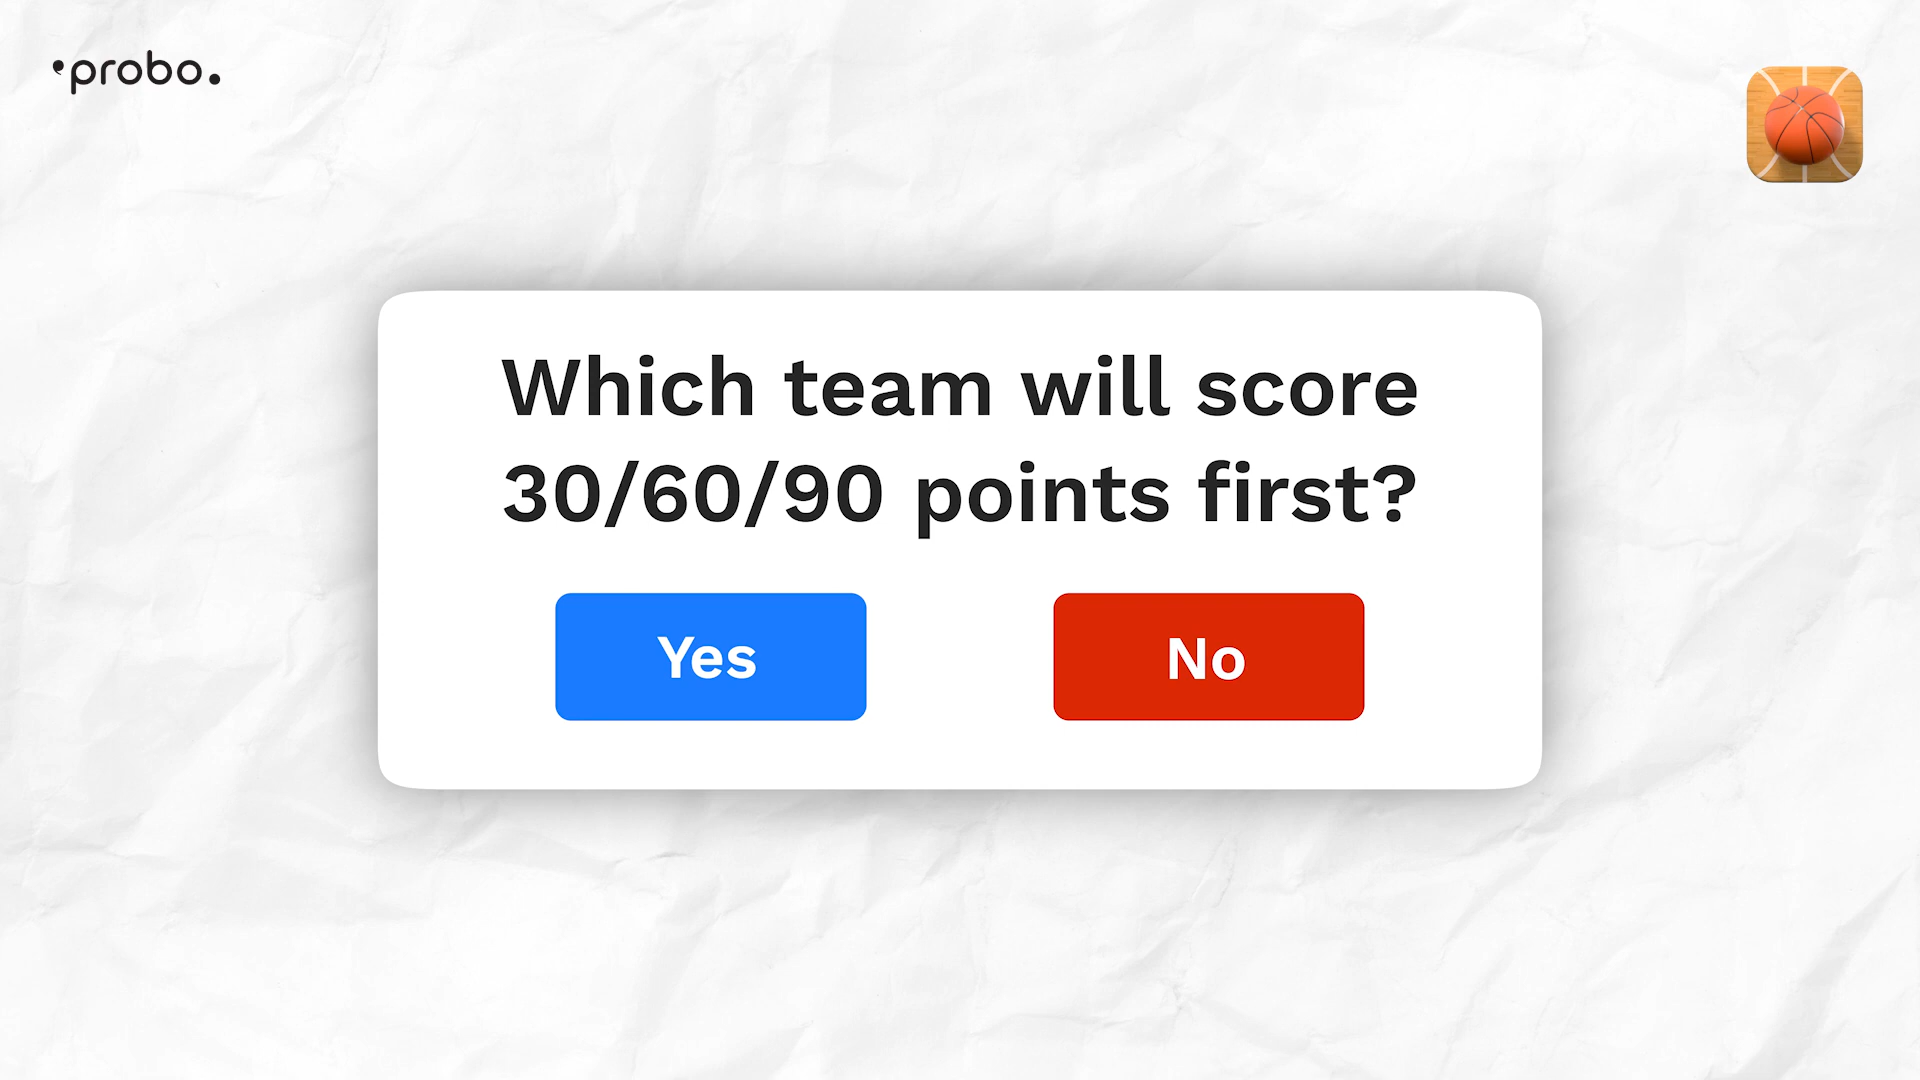 probo.
Which team will score
30/60/90 points first?
Yes
No